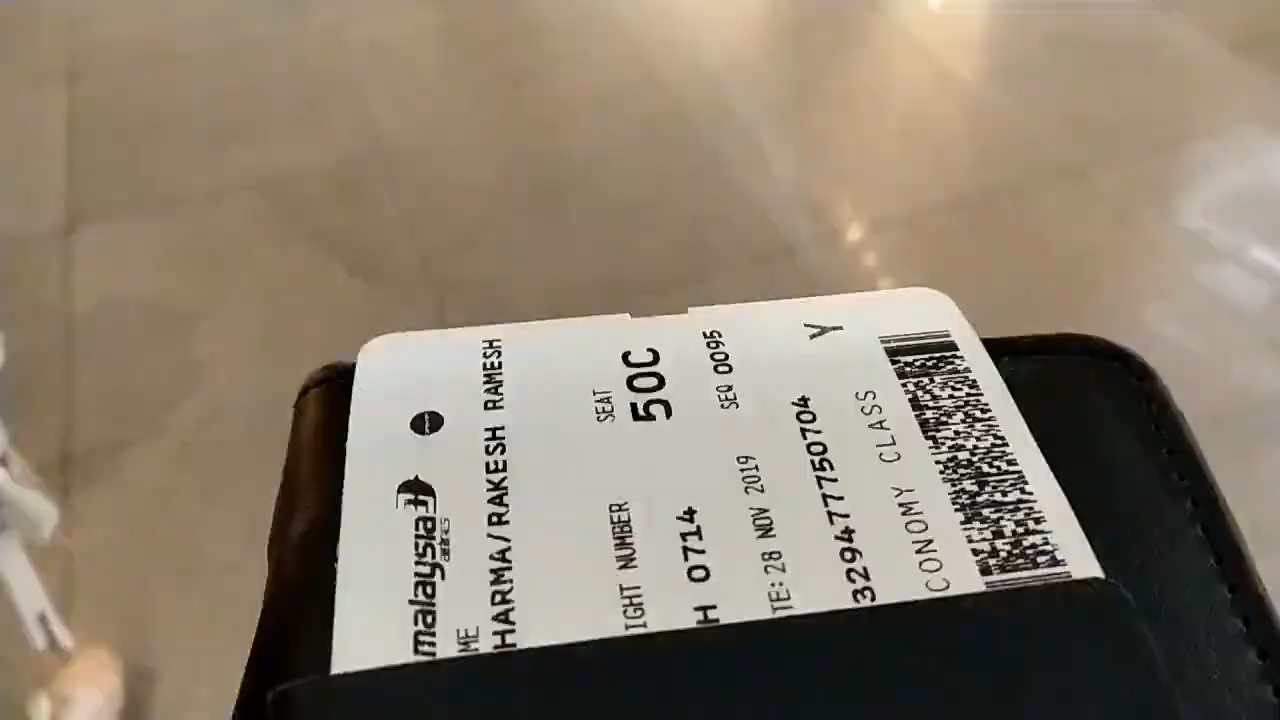 malaysia
airlines
ME
HARMA/RAKESH RAMESH
IGHT NUMBER SEAT
H 0714 50C
TE: 28 NOV 2019 SEQ 0095
3294777750704 Y
CONOMY CLASS